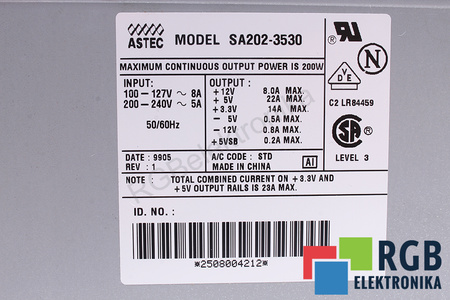 ASTEC MODEL SA202-3530
MAXIMUM CONTINUOUS OUTPUT POWER IS 200W
INPUT:
100-127V ~ 8A
200-240V ~ 5A
50/60Hz
OUTPUT :
+12V 8.0A MAX.
+ 5V 22A MAX.
+3.3V 14A MAX.
- 5V 0.5A MAX.
-12V 0.8A MAX.
+5VSB 0.2A MAX.
DATE : 9905
REV : 1
A/C CODE : STD
MADE IN CHINA
A1
NOTE : TOTAL COMBINED CURRENT ON + 3.3V AND
+ 5V OUTPUT RAILS IS 23A MAX.
ID. NO. :
*2508004212*
N
VDE
C2 LR84459
LEVEL 3
RGBelektronika
RGB
ELEKTRONIKA